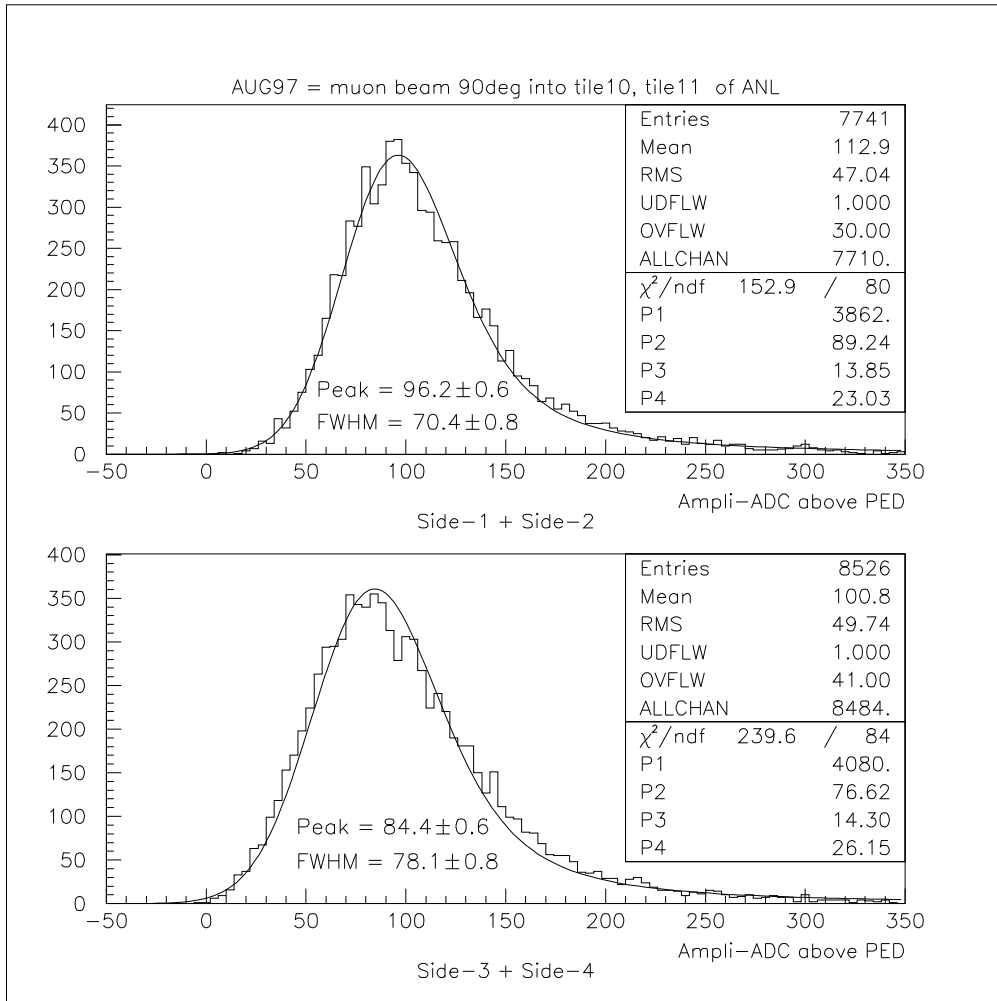 AUG97 = muon beam 90deg into tile10, tile11 of ANL
Entries 7741
Mean 112.9
RMS 47.04
UDFLW 1.000
OVFLW 30.00
ALLCHAN 7710.
χ²/ndf 152.9 / 80
P1 3862.
P2 89.24
P3 13.85
P4 23.03
400
350
300
250
200
150
100
50
0
Peak = 96.2±0.6
FWHM = 70.4±0.8
−50 0 50 100 150 200 250 300 350
Ampli−ADC above PED
Side−1 + Side−2
Entries 8526
Mean 100.8
RMS 49.74
UDFLW 1.000
OVFLW 41.00
ALLCHAN 8484.
χ²/ndf 239.6 / 84
P1 4080.
P2 76.62
P3 14.30
P4 26.15
400
350
300
250
200
150
100
50
0
Peak = 84.4±0.6
FWHM = 78.1±0.8
−50 0 50 100 150 200 250 300 350
Ampli−ADC above PED
Side−3 + Side−4